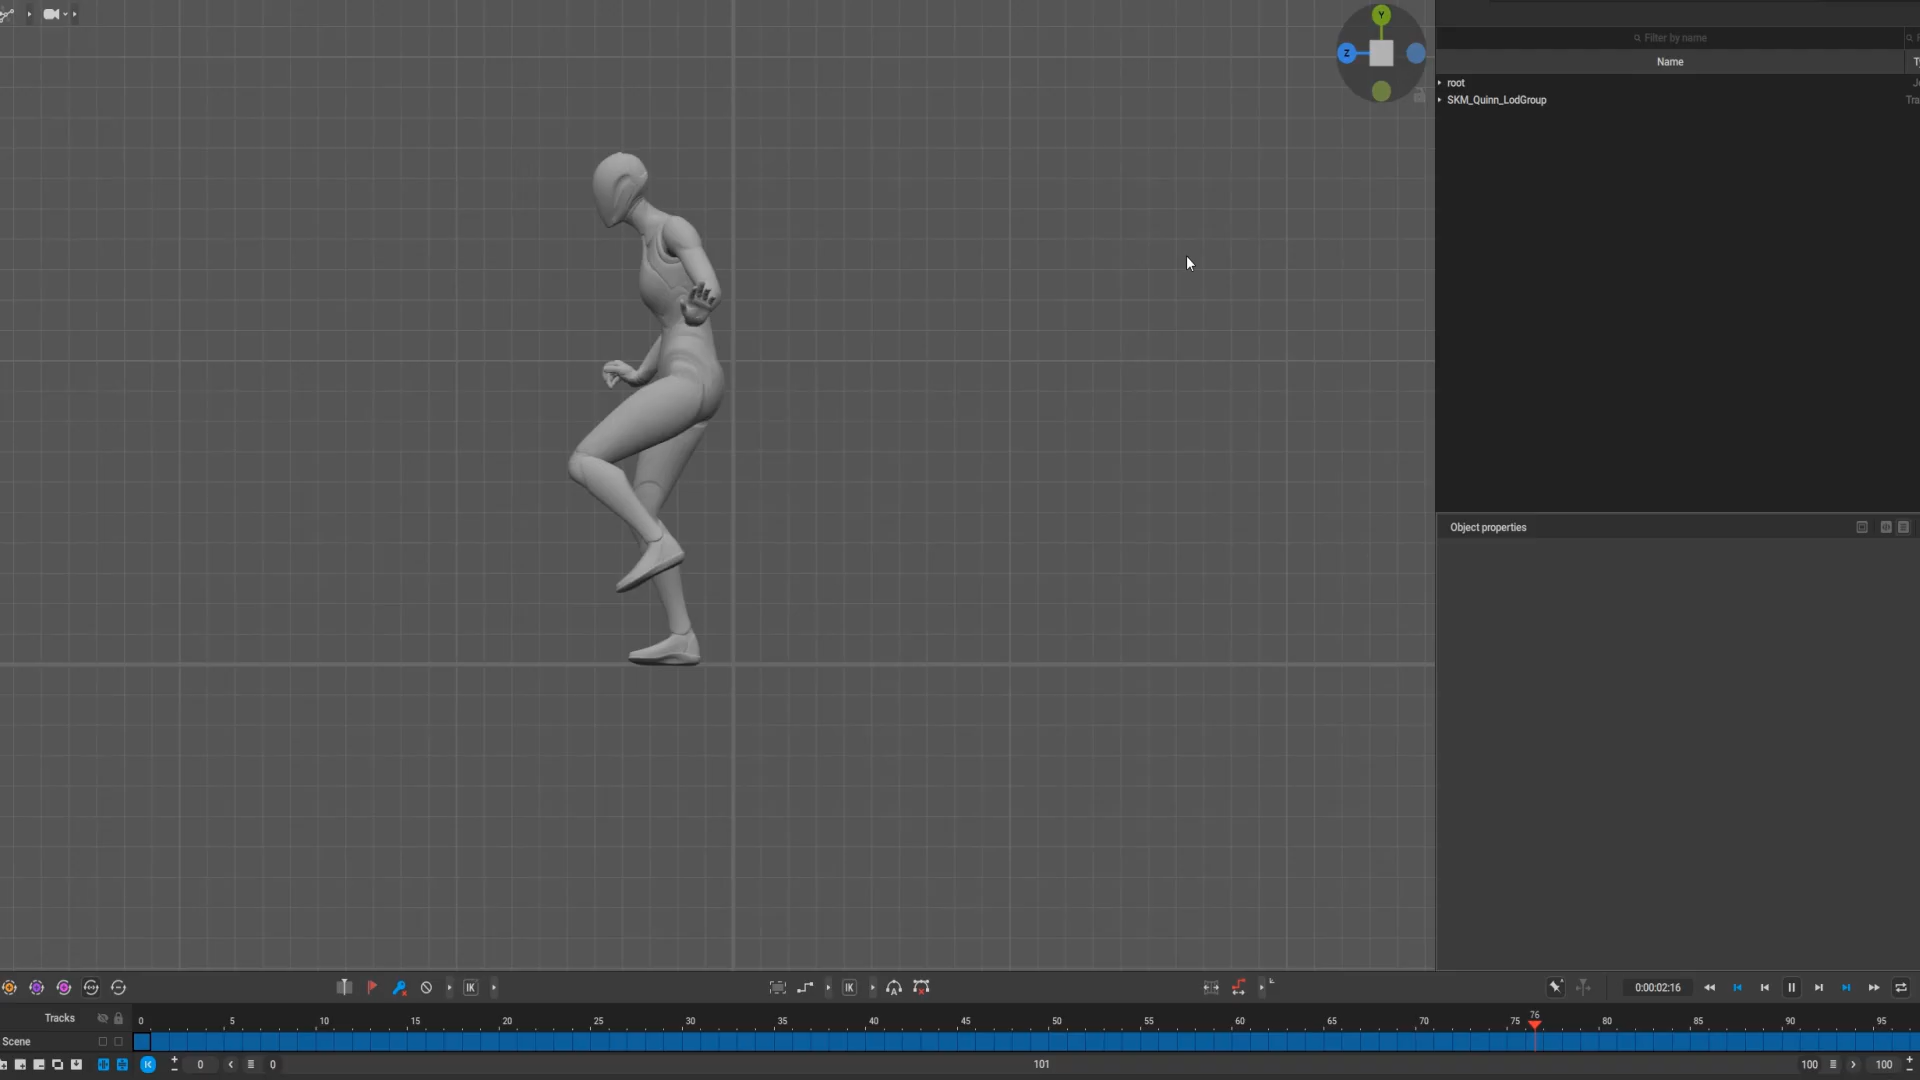 Y
Z
Filter by name
Name
root
SKM_Quinn_LodGroup
Object properties
IK
IK
0:00:02:16
Tracks
0 5 10 15 20 25 30 35 40 45 50 55 60 65 70 75 76 80 85 90 95
Scene
0 0 101 100 100